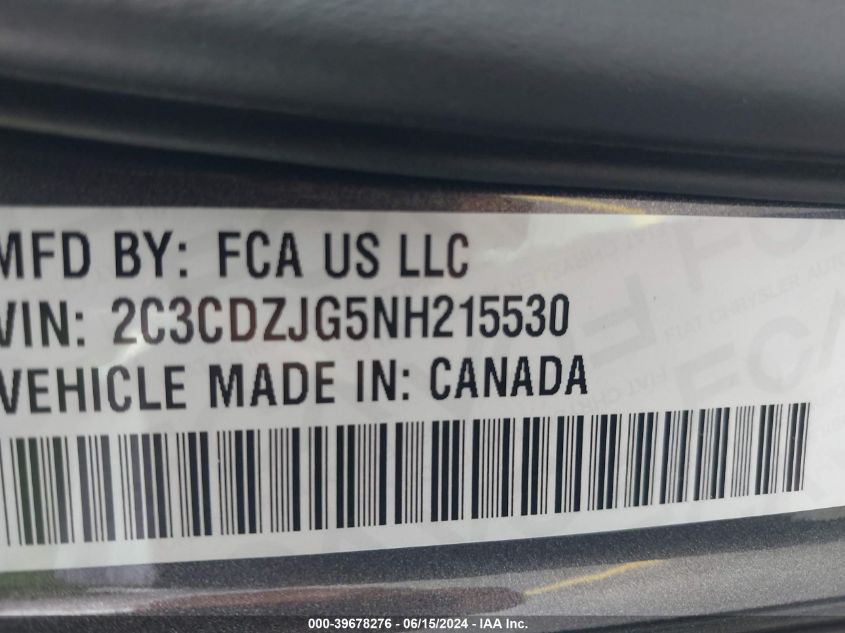 MFD BY: FCA US LLC
VIN: 2C3CDZJG5NH215530
VEHICLE MADE IN: CANADA
000-39678276 - 06/15/2024 - © IAA, Inc.